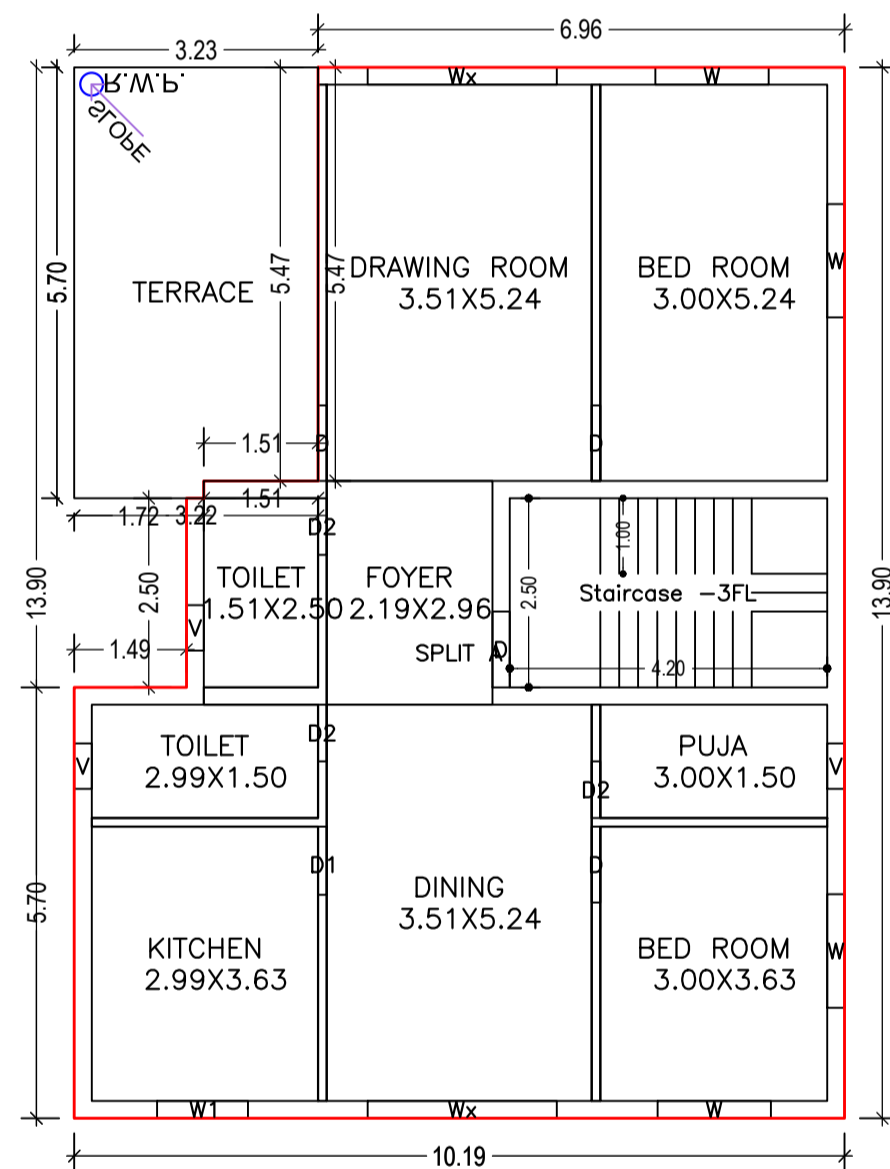 6.96
3.23
R.W.P.
SLOPE
Wx
W
5.70
5.47
5.47
TERRACE
DRAWING ROOM
3.51X5.24
BED ROOM
3.00X5.24
W
1.51
D
D
1.72
3.22
1.51
D2
13.90
2.50
TOILET
1.51X2.50
FOYER
2.19X2.96
2.50
1.00
Staircase -3FL
13.90
V
1.49
SPLIT A
D
4.20
D2
TOILET
2.99X1.50
PUJA
3.00X1.50
V
V
D2
5.70
D1
D
DINING
3.51X5.24
KITCHEN
2.99X3.63
BED ROOM
3.00X3.63
W
W1
Wx
W
10.19